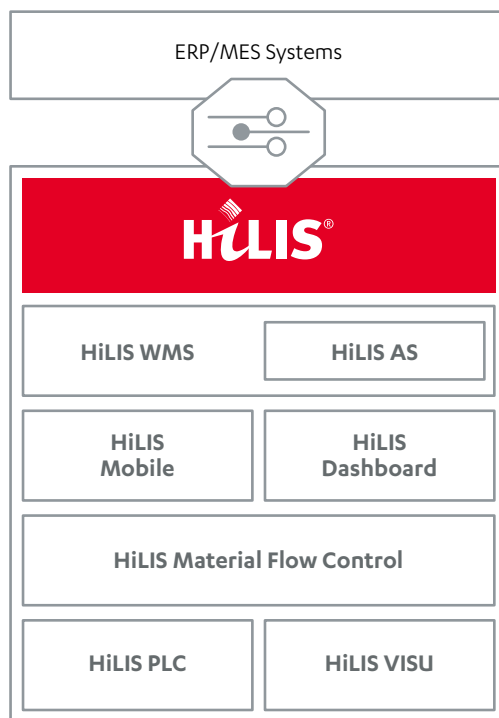 ERP/MES Systems
HiLIS®
HiLIS WMS
HiLIS AS
HiLIS
Mobile
HiLIS
Dashboard
HiLIS Material Flow Control
HiLIS PLC
HiLIS VISU